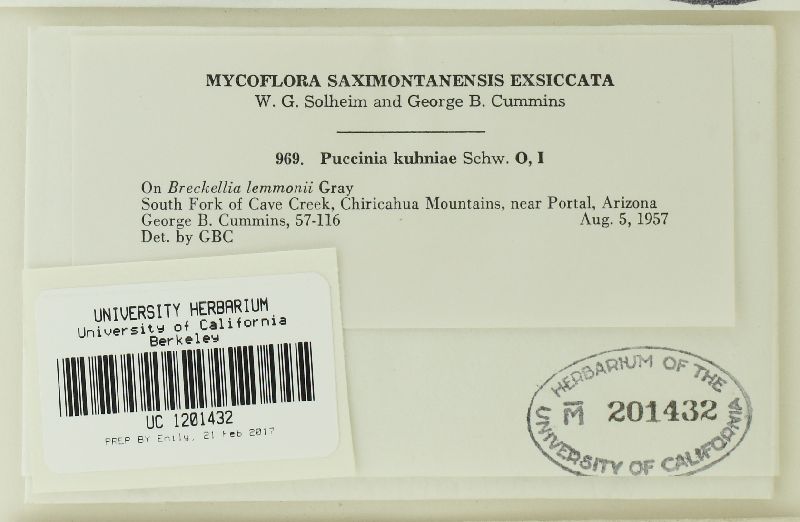 MYCOFLORA SAXIMONTANENSIS EXSICCATA
W. G. Solheim and George B. Cummins
969. Puccinia kuhniae Schw. O, I
On Breckellia lemmonii Gray
South Fork of Cave Creek, Chiricahua Mountains, near Portal, Arizona
George B. Cummins, 57-116 Aug. 5, 1957
Det. by GBC
UNIVERSITY HERBARIUM
University of California
Berkeley
UC 1201432
PREP BY Emily, 21 Feb 2017
HERBARIUM OF THE
M 201432
UNIVERSITY OF CALIFORNIA